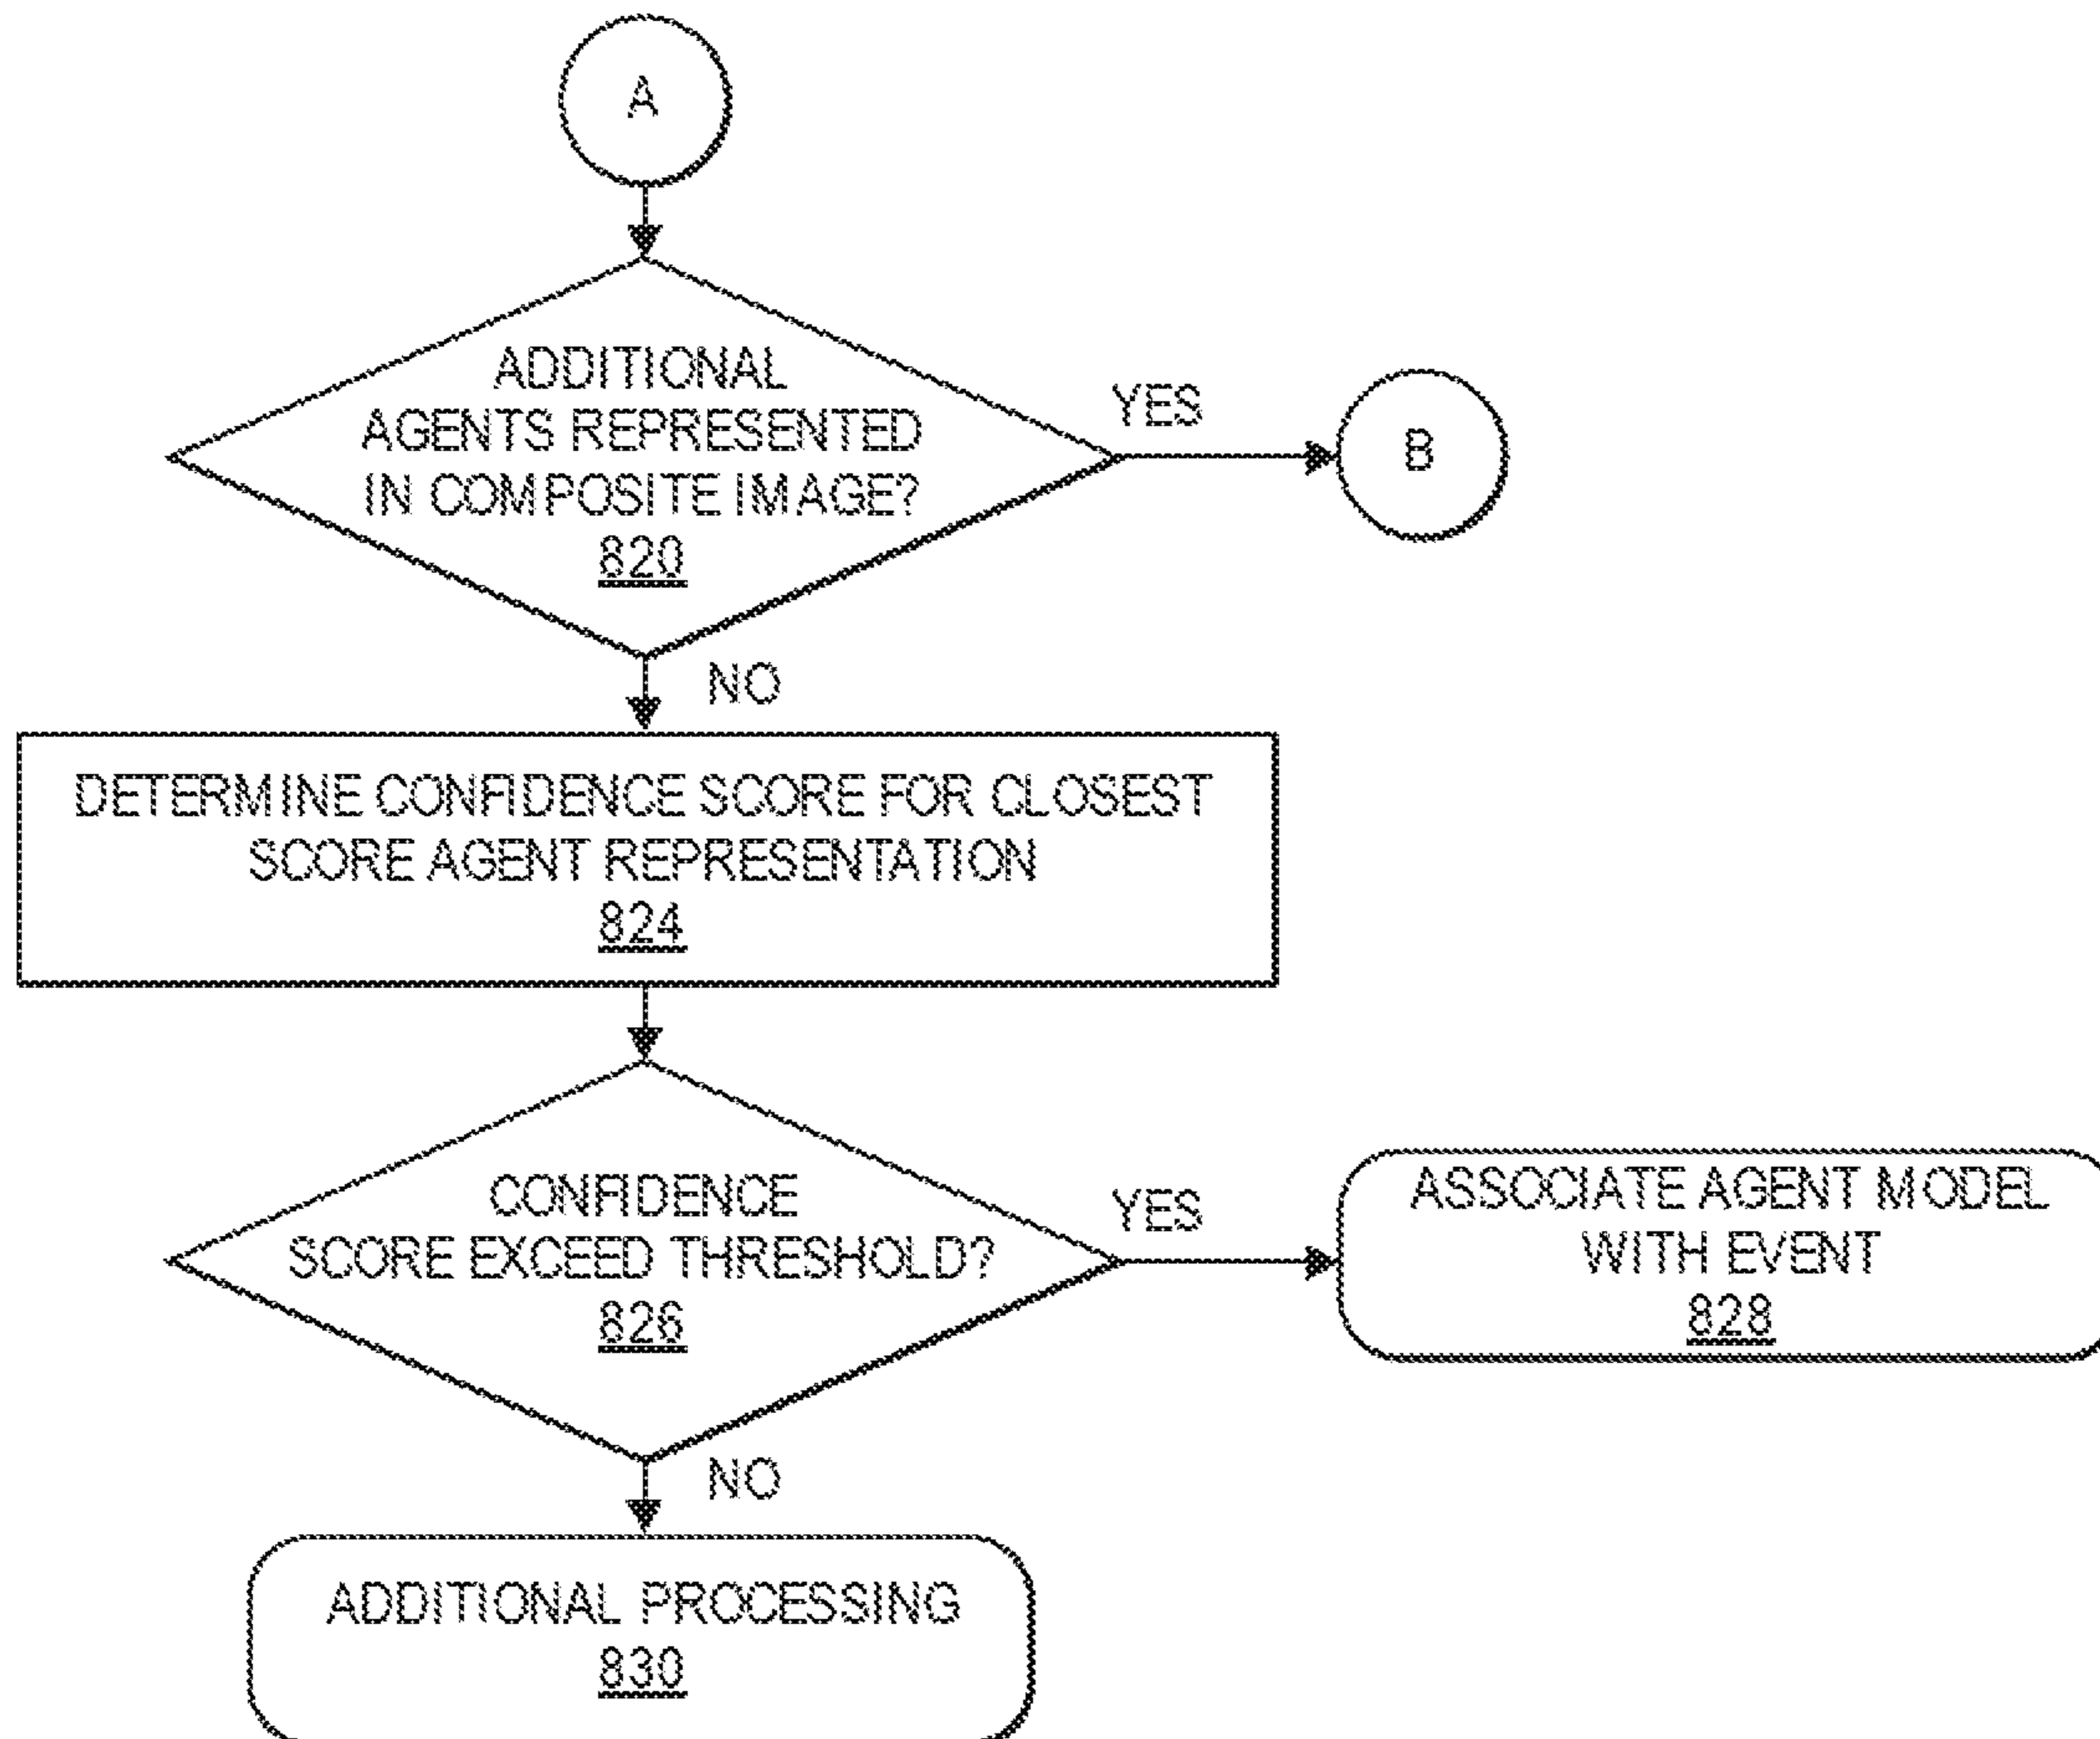 A
ADDITIONAL
AGENTS REPRESENTED
IN COMPOSITE IMAGE?
820
YES
B
NO
DETERMINE CONFIDENCE SCORE FOR CLOSEST
SCORE AGENT REPRESENTATION
824
CONFIDENCE
SCORE EXCEED THRESHOLD?
826
YES
ASSOCIATE AGENT MODEL
WITH EVENT
828
NO
ADDITIONAL PROCESSING
830